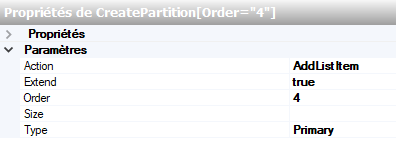 Propriétés de CreatePartition[Order="4"]
Propriétés
Paramètres
Action AddListItem
Extend true
Order 4
Size
Type Primary